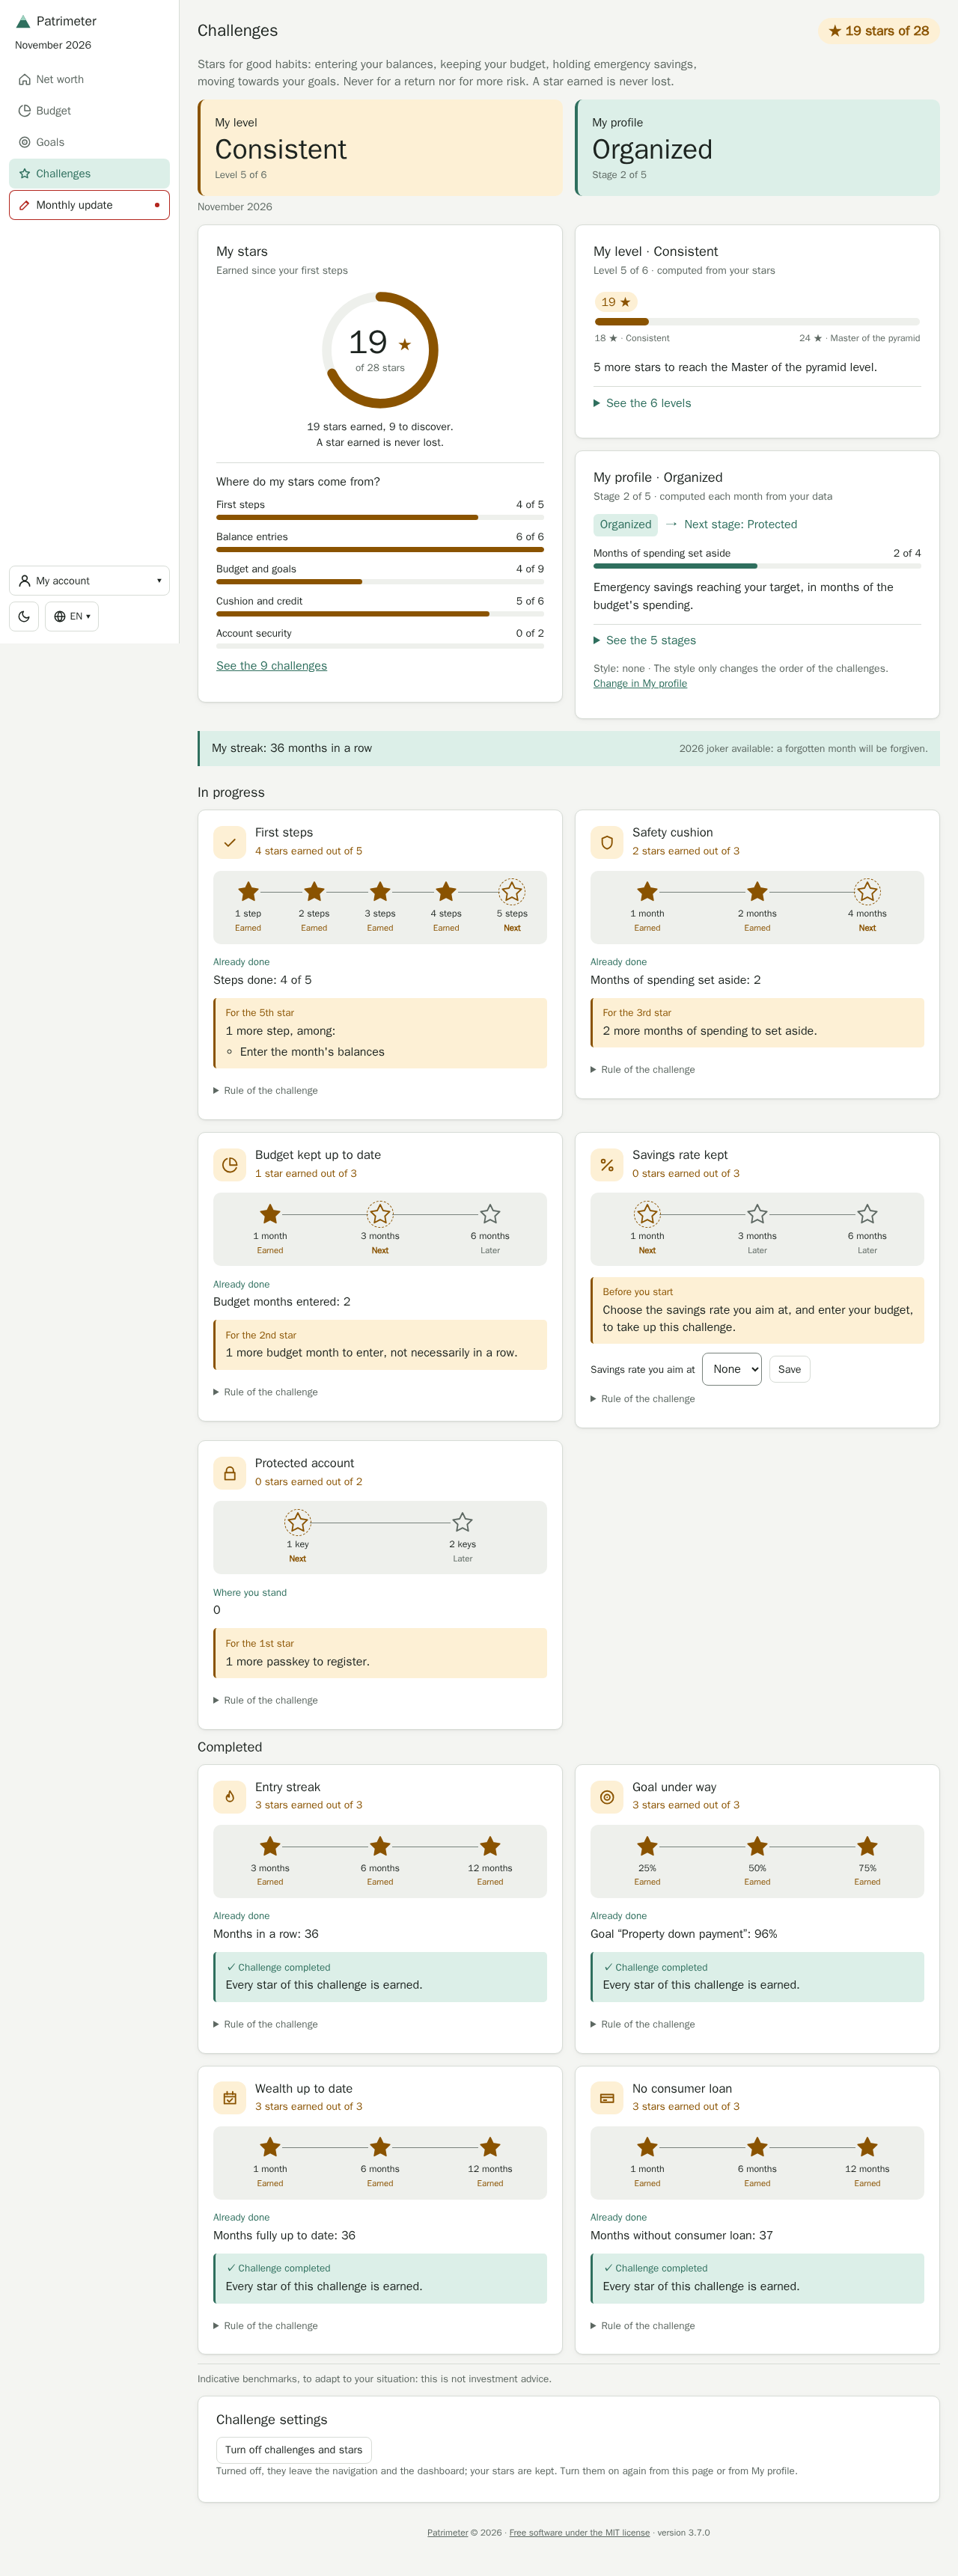 Patrimeter
November 2026
Net worth
Budget
Goals
Challenges
Monthly update
My account
EN
Challenges
★ 19 stars of 28
Stars for good habits: entering your balances, keeping your budget, holding emergency savings,
moving towards your goals. Never for a return nor for more risk. A star earned is never lost.
My level
Consistent
Level 5 of 6
My profile
Organized
Stage 2 of 5
November 2026
My stars
Earned since your first steps
19 ★
of 28 stars
19 stars earned, 9 to discover.
A star earned is never lost.
Where do my stars come from?
First steps 4 of 5
Balance entries 6 of 6
Budget and goals 4 of 9
Cushion and credit 5 of 6
Account security 0 of 2
See the 9 challenges
My level · Consistent
Level 5 of 6 · computed from your stars
19 ★
18 ★ · Consistent 24 ★ · Master of the pyramid
5 more stars to reach the Master of the pyramid level.
See the 6 levels
My profile · Organized
Stage 2 of 5 · computed each month from your data
Organized → Next stage: Protected
Months of spending set aside 2 of 4
Emergency savings reaching your target, in months of the
budget's spending.
See the 5 stages
Style: none · The style only changes the order of the challenges.
Change in My profile
My streak: 36 months in a row
2026 joker available: a forgotten month will be forgiven.
In progress
First steps
4 stars earned out of 5
1 step 2 steps 3 steps 4 steps 5 steps
Earned Earned Earned Earned Next
Already done
Steps done: 4 of 5
For the 5th star
1 more step, among:
Enter the month's balances
Rule of the challenge
Safety cushion
2 stars earned out of 3
1 month 2 months 4 months
Earned Earned Next
Already done
Months of spending set aside: 2
For the 3rd star
2 more months of spending to set aside.
Rule of the challenge
Budget kept up to date
1 star earned out of 3
1 month 3 months 6 months
Earned Next Later
Already done
Budget months entered: 2
For the 2nd star
1 more budget month to enter, not necessarily in a row.
Rule of the challenge
Savings rate kept
0 stars earned out of 3
1 month 3 months 6 months
Next Later Later
Before you start
Choose the savings rate you aim at, and enter your budget,
to take up this challenge.
Savings rate you aim at None Save
Rule of the challenge
Protected account
0 stars earned out of 2
1 key 2 keys
Next Later
Where you stand
0
For the 1st star
1 more passkey to register.
Rule of the challenge
Completed
Entry streak
3 stars earned out of 3
3 months 6 months 12 months
Earned Earned Earned
Already done
Months in a row: 36
✓ Challenge completed
Every star of this challenge is earned.
Rule of the challenge
Goal under way
3 stars earned out of 3
25% 50% 75%
Earned Earned Earned
Already done
Goal “Property down payment”: 96%
✓ Challenge completed
Every star of this challenge is earned.
Rule of the challenge
Wealth up to date
3 stars earned out of 3
1 month 6 months 12 months
Earned Earned Earned
Already done
Months fully up to date: 36
✓ Challenge completed
Every star of this challenge is earned.
Rule of the challenge
No consumer loan
3 stars earned out of 3
1 month 6 months 12 months
Earned Earned Earned
Already done
Months without consumer loan: 37
✓ Challenge completed
Every star of this challenge is earned.
Rule of the challenge
Indicative benchmarks, to adapt to your situation: this is not investment advice.
Challenge settings
Turn off challenges and stars
Turned off, they leave the navigation and the dashboard; your stars are kept. Turn them on again from this page or from My profile.
Patrimeter © 2026 · Free software under the MIT license · version 3.7.0